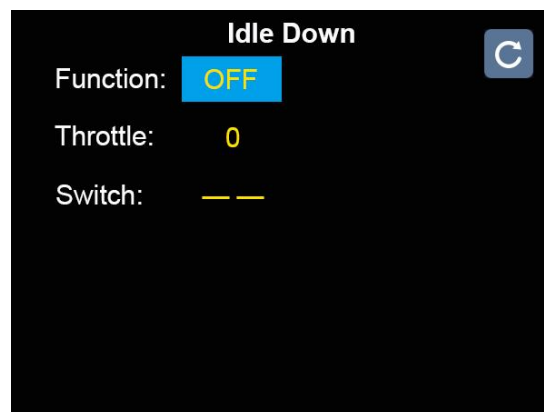 Idle Down
Function: OFF
Throttle: 0
Switch: — —